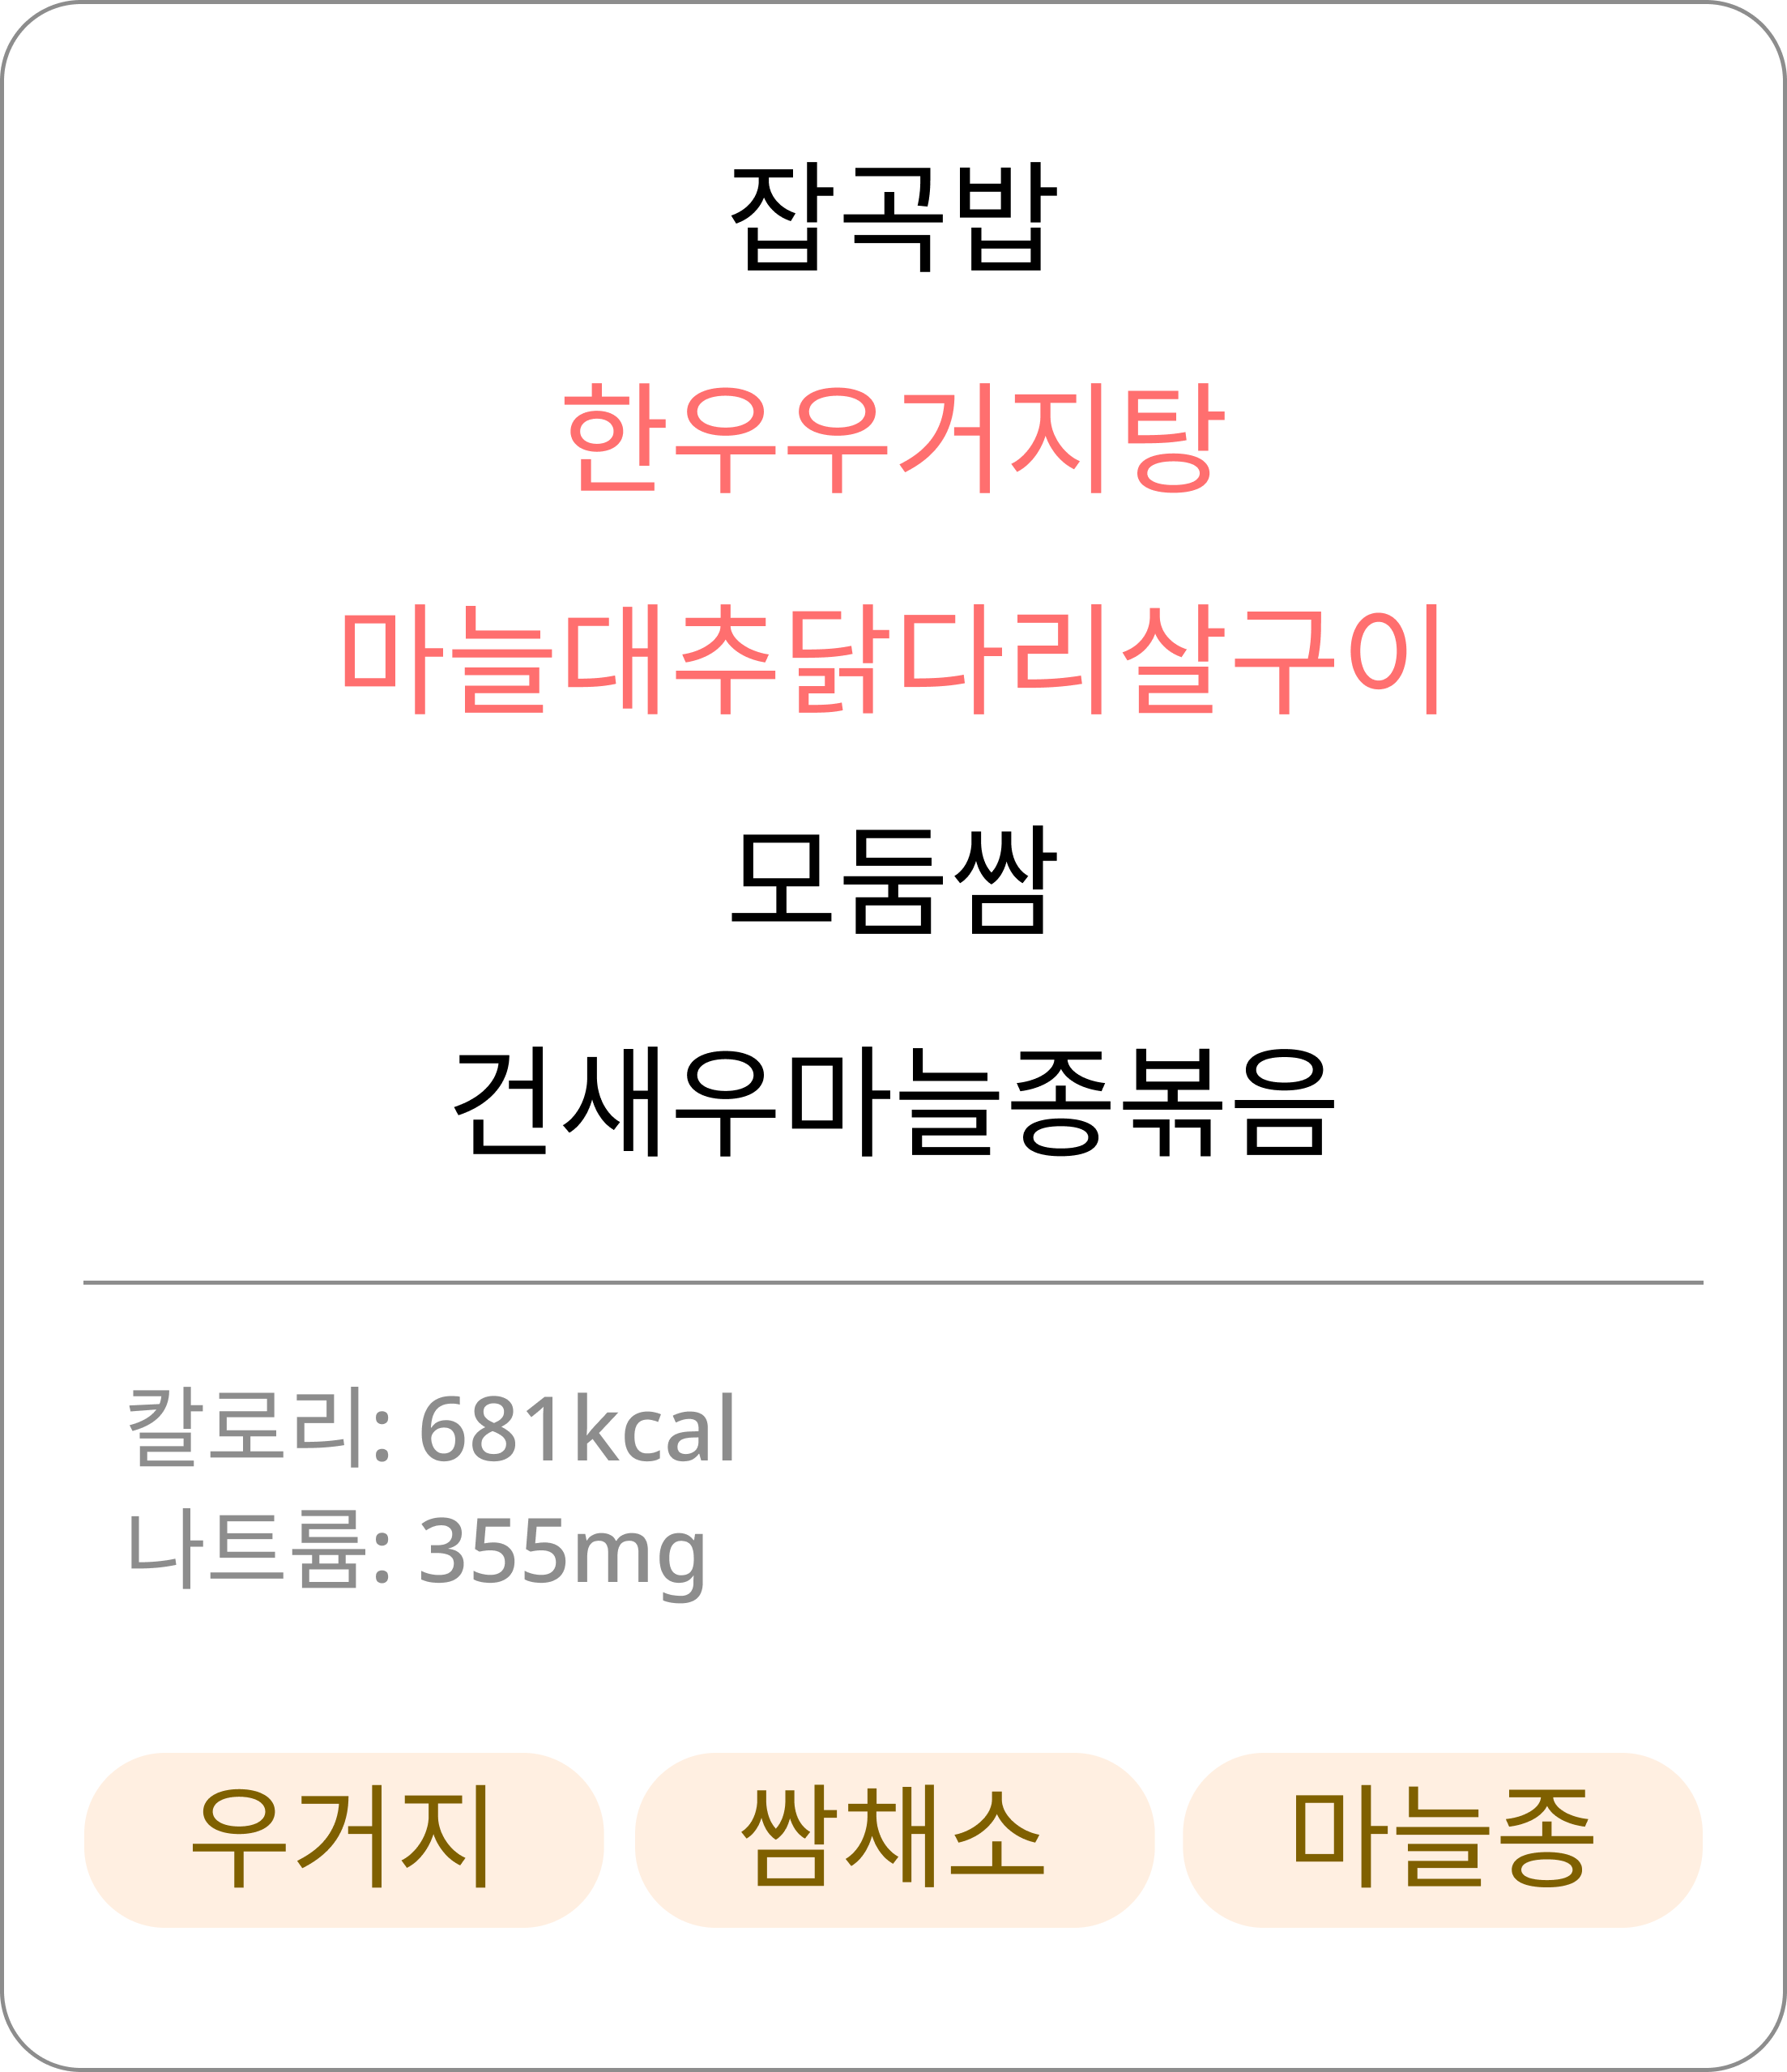 잡곡밥
한우우거지탕
마늘대추닭다리살구이
모둠쌈
건새우마늘종볶음
칼로리: 681 kcal
나트륨: 355mg
우거지 쌈채소 마늘종